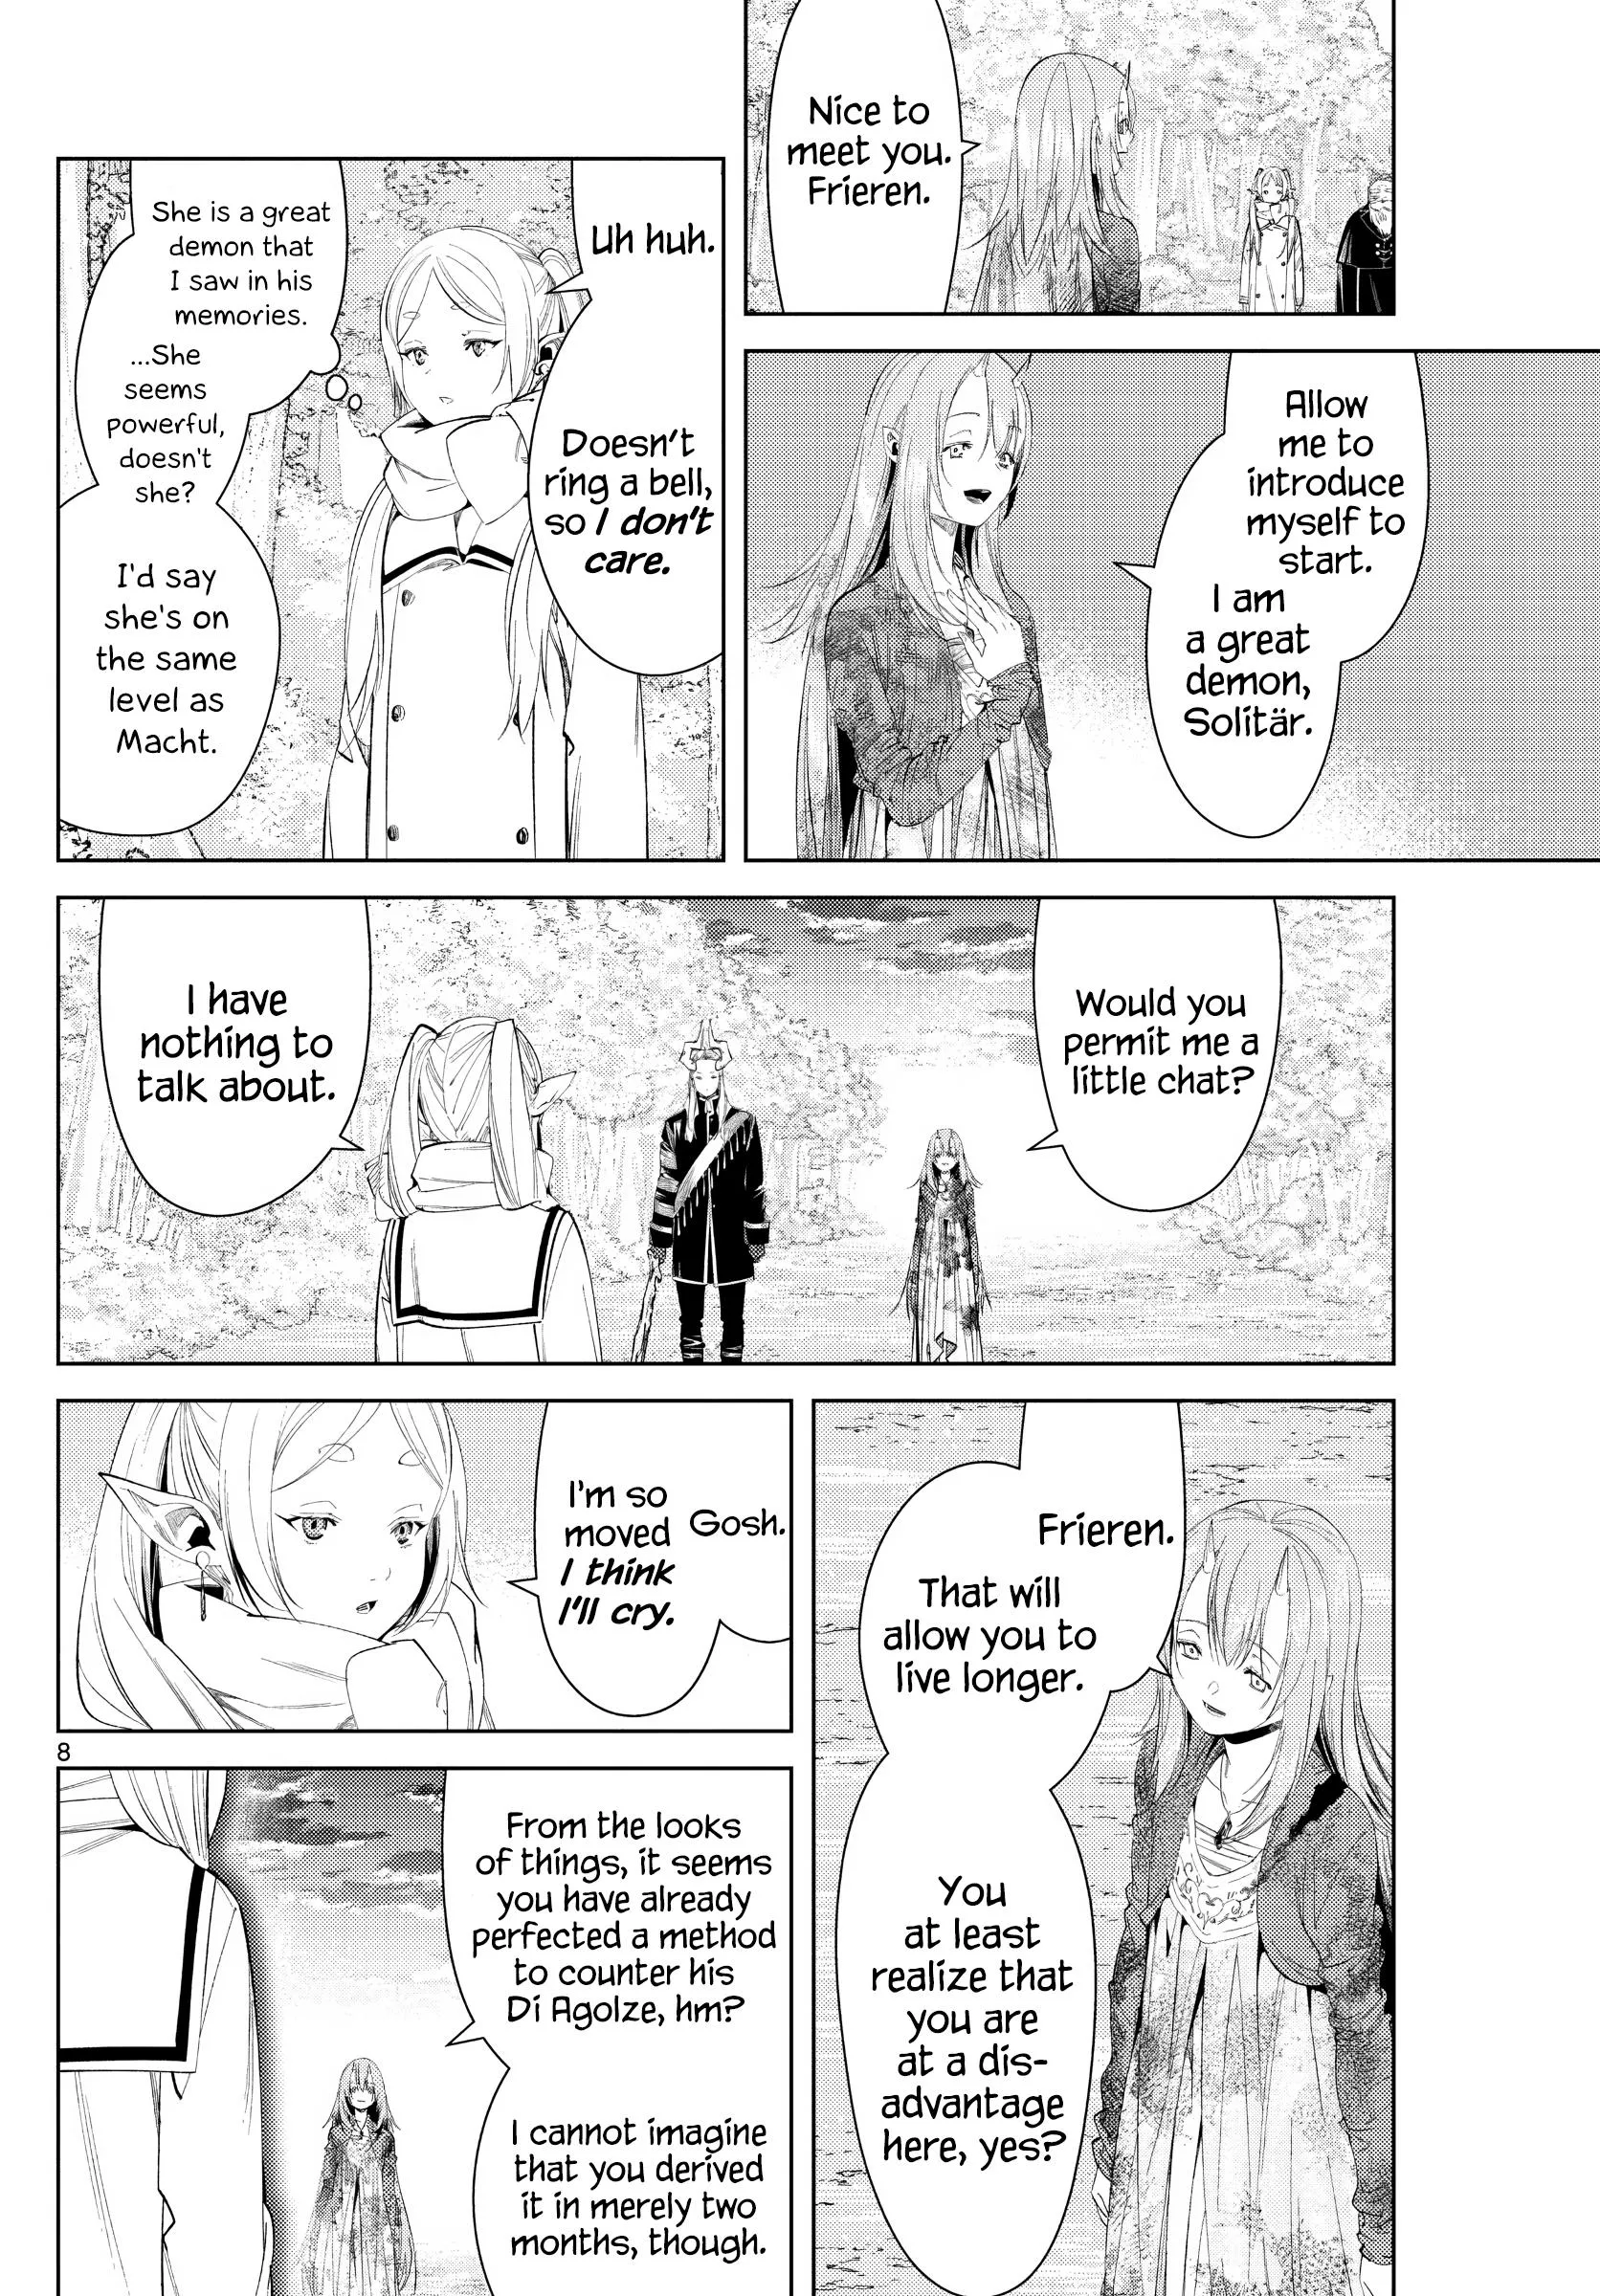 Nice to
meet you.
Frieren.
Allow
me to
introduce
myself to
start.
I am
a great
demon,
Solitär.
Uh huh.
Doesn't
ring a bell,
so I don't
care.
She is a great
demon that
I saw in his
memories.
...She
seems
powerful,
doesn't
she?
I'd say
she's on
the same
level as
Macht.
Would you
permit me a
little chat?
I have
nothing to
talk about.
Frieren.
That will
allow you to
live longer.
You
at least
realize that
you are
at a dis-
advantage
here, yes?
Gosh.
I'm so
moved
I think
I'll cry.
8
From the looks
of things, it seems
you have already
perfected a method
to counter his
Di Agolze, hm?
I cannot imagine
that you derived
it in merely two
months, though.